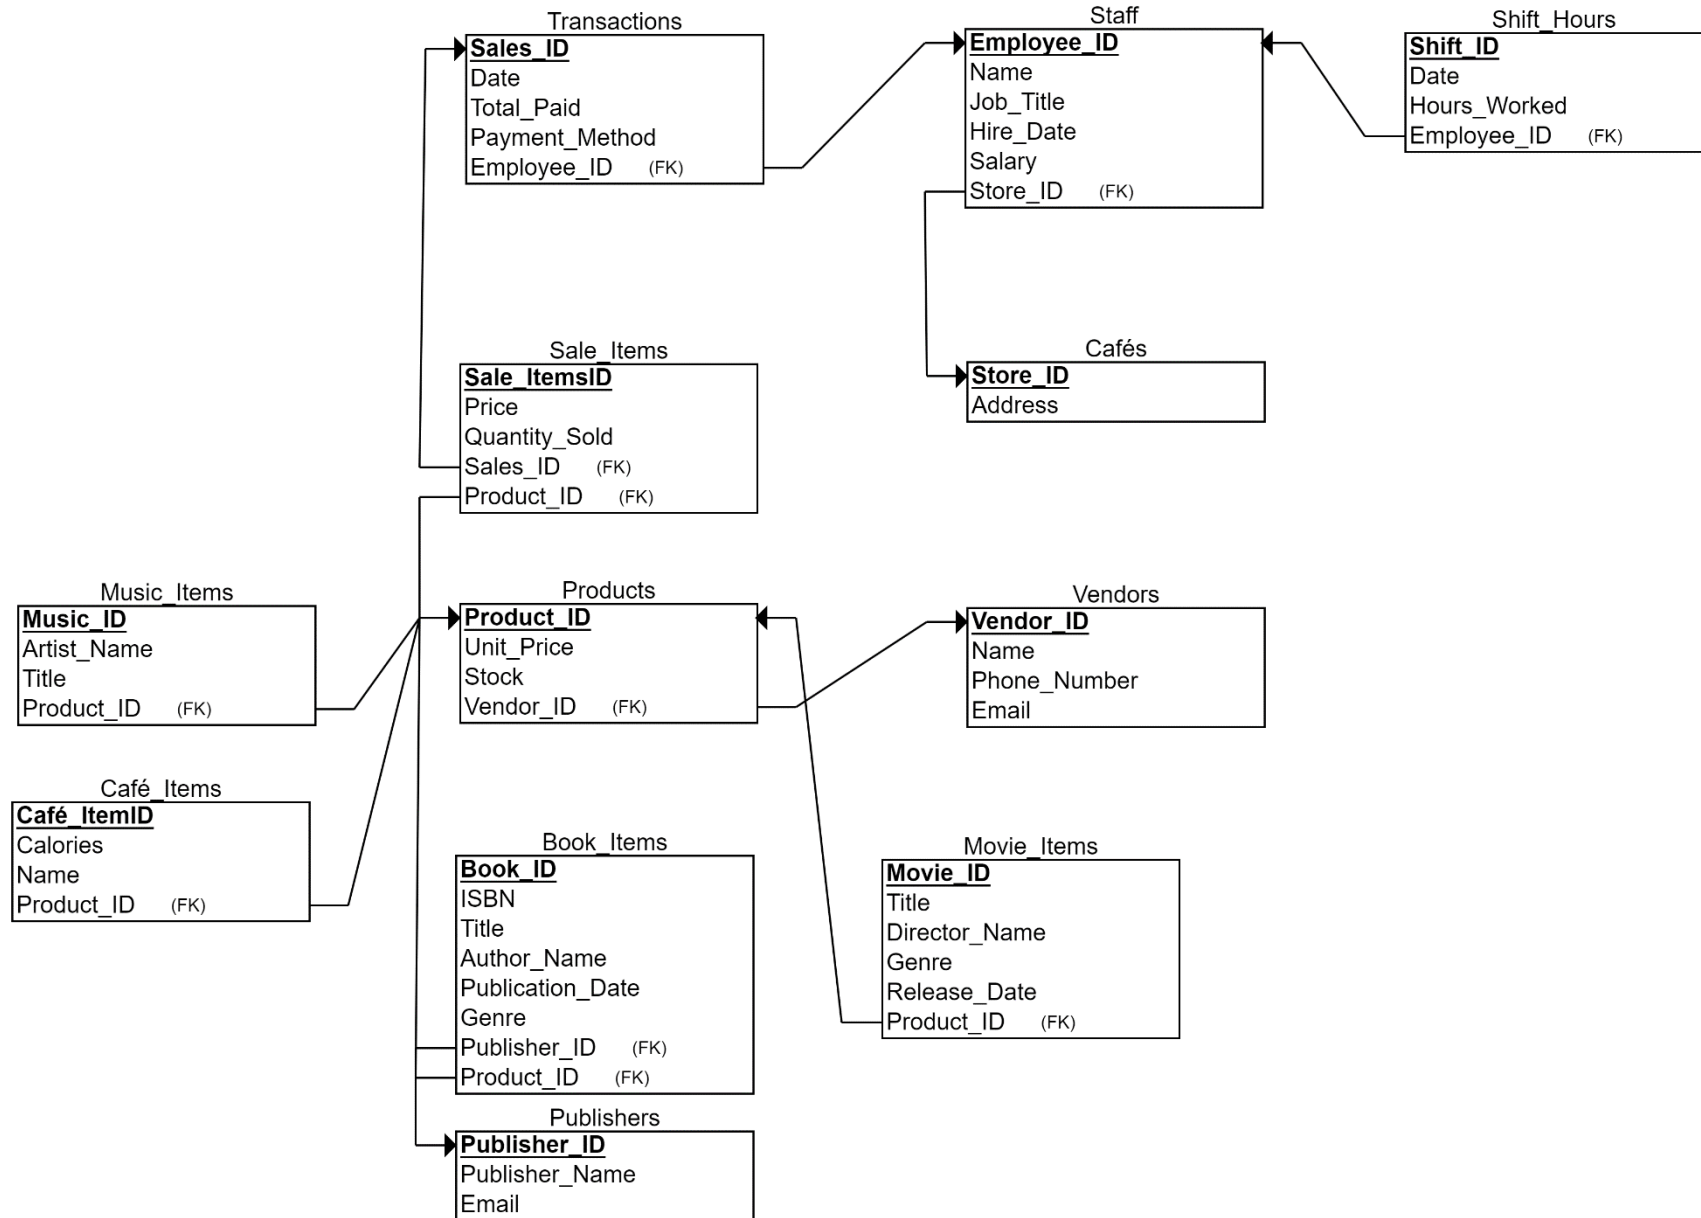 Transactions
Sales_ID
Date
Total_Paid
Payment_Method
Employee_ID (FK)
Staff
Employee_ID
Name
Job_Title
Hire_Date
Salary
Store_ID (FK)
Shift_Hours
Shift_ID
Date
Hours_Worked
Employee_ID (FK)
Sale_Items
Sale_ItemsID
Price
Quantity_Sold
Sales_ID (FK)
Product_ID (FK)
Cafés
Store_ID
Address
Music_Items
Music_ID
Artist_Name
Title
Product_ID (FK)
Products
Product_ID
Unit_Price
Stock
Vendor_ID (FK)
Vendors
Vendor_ID
Name
Phone_Number
Email
Café_Items
Café_ItemID
Calories
Name
Product_ID (FK)
Book_Items
Book_ID
ISBN
Title
Author_Name
Publication_Date
Genre
Publisher_ID (FK)
Product_ID (FK)
Movie_Items
Movie_ID
Title
Director_Name
Genre
Release_Date
Product_ID (FK)
Publishers
Publisher_ID
Publisher_Name
Email